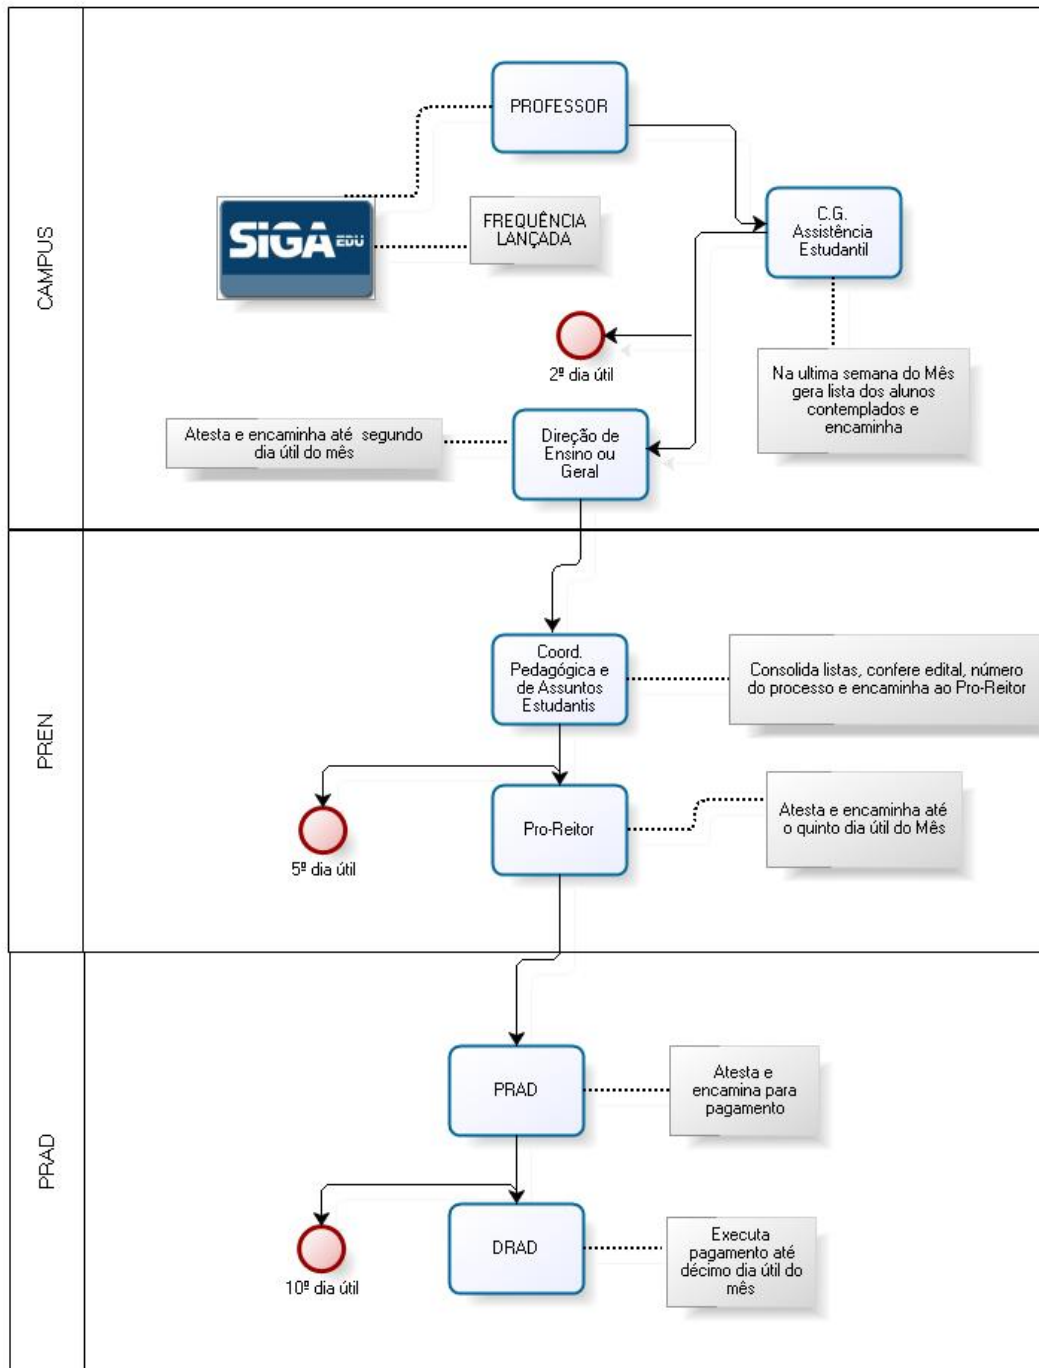 CAMPUS
PROFESSOR
SIGA EDU
FREQUÊNCIA
LANÇADA
C.G.
Assistência
Estudantil
2º dia útil
Na ultima semana do Mês
gera lista dos alunos
contemplados e
encaminha
Atesta e encaminha até segundo
dia útil do mês
Direção de
Ensino ou
Geral
PREN
Coord.
Pedagógica e
de Assuntos
Estudantis
Consolida listas, confere edital, número
do processo e encaminha ao Pro-Reitor
5º dia útil
Pro-Reitor
Atesta e encaminha até
o quinto dia útil do Mês
PRAD
PRAD
Atesta e
encamina para
pagamento
10º dia útil
DRAD
Executa
pagamento até
décimo dia útil do
mês